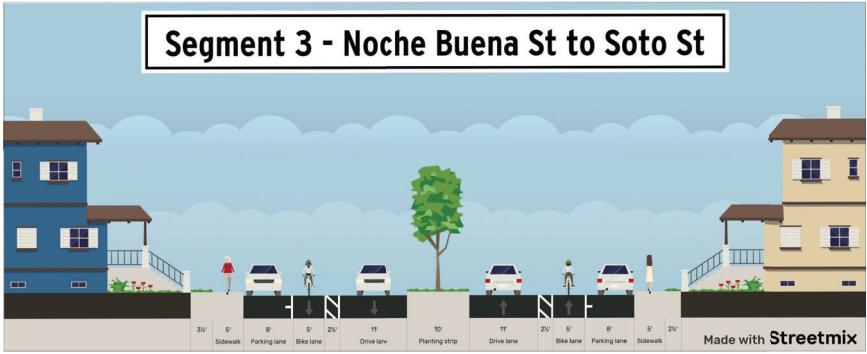 Segment 3 - Noche Buena St to Soto St
3½' 5' 8' 5' 2½' 11' 10' 11' 2½' 5' 8' 5' 2½'
Sidewalk Parking lane Bike lane Drive lane Planting strip Drive lane Bike lane Parking lane Sidewalk
Made with Streetmix